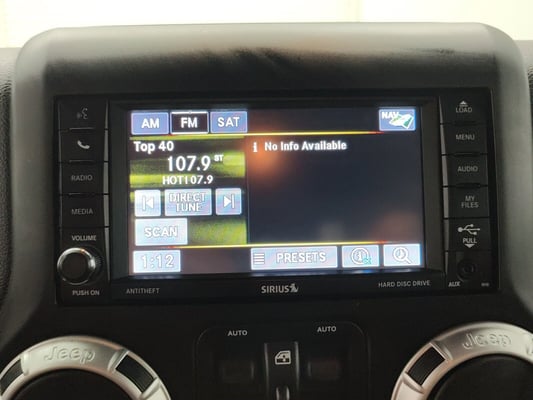 AM FM SAT NAV
Top 40
107.9 ST
HOT107.9
DIRECT
TUNE
SCAN
1:12
i No Info Available
PRESETS
RADIO
MEDIA
VOLUME
PUSH ON
ANTITHEFT
SIRIUS
HARD DISC DRIVE
LOAD
MENU
AUDIO
MY
FILES
PULL
AUX
AUTO
AUTO
Jeep
Jeep